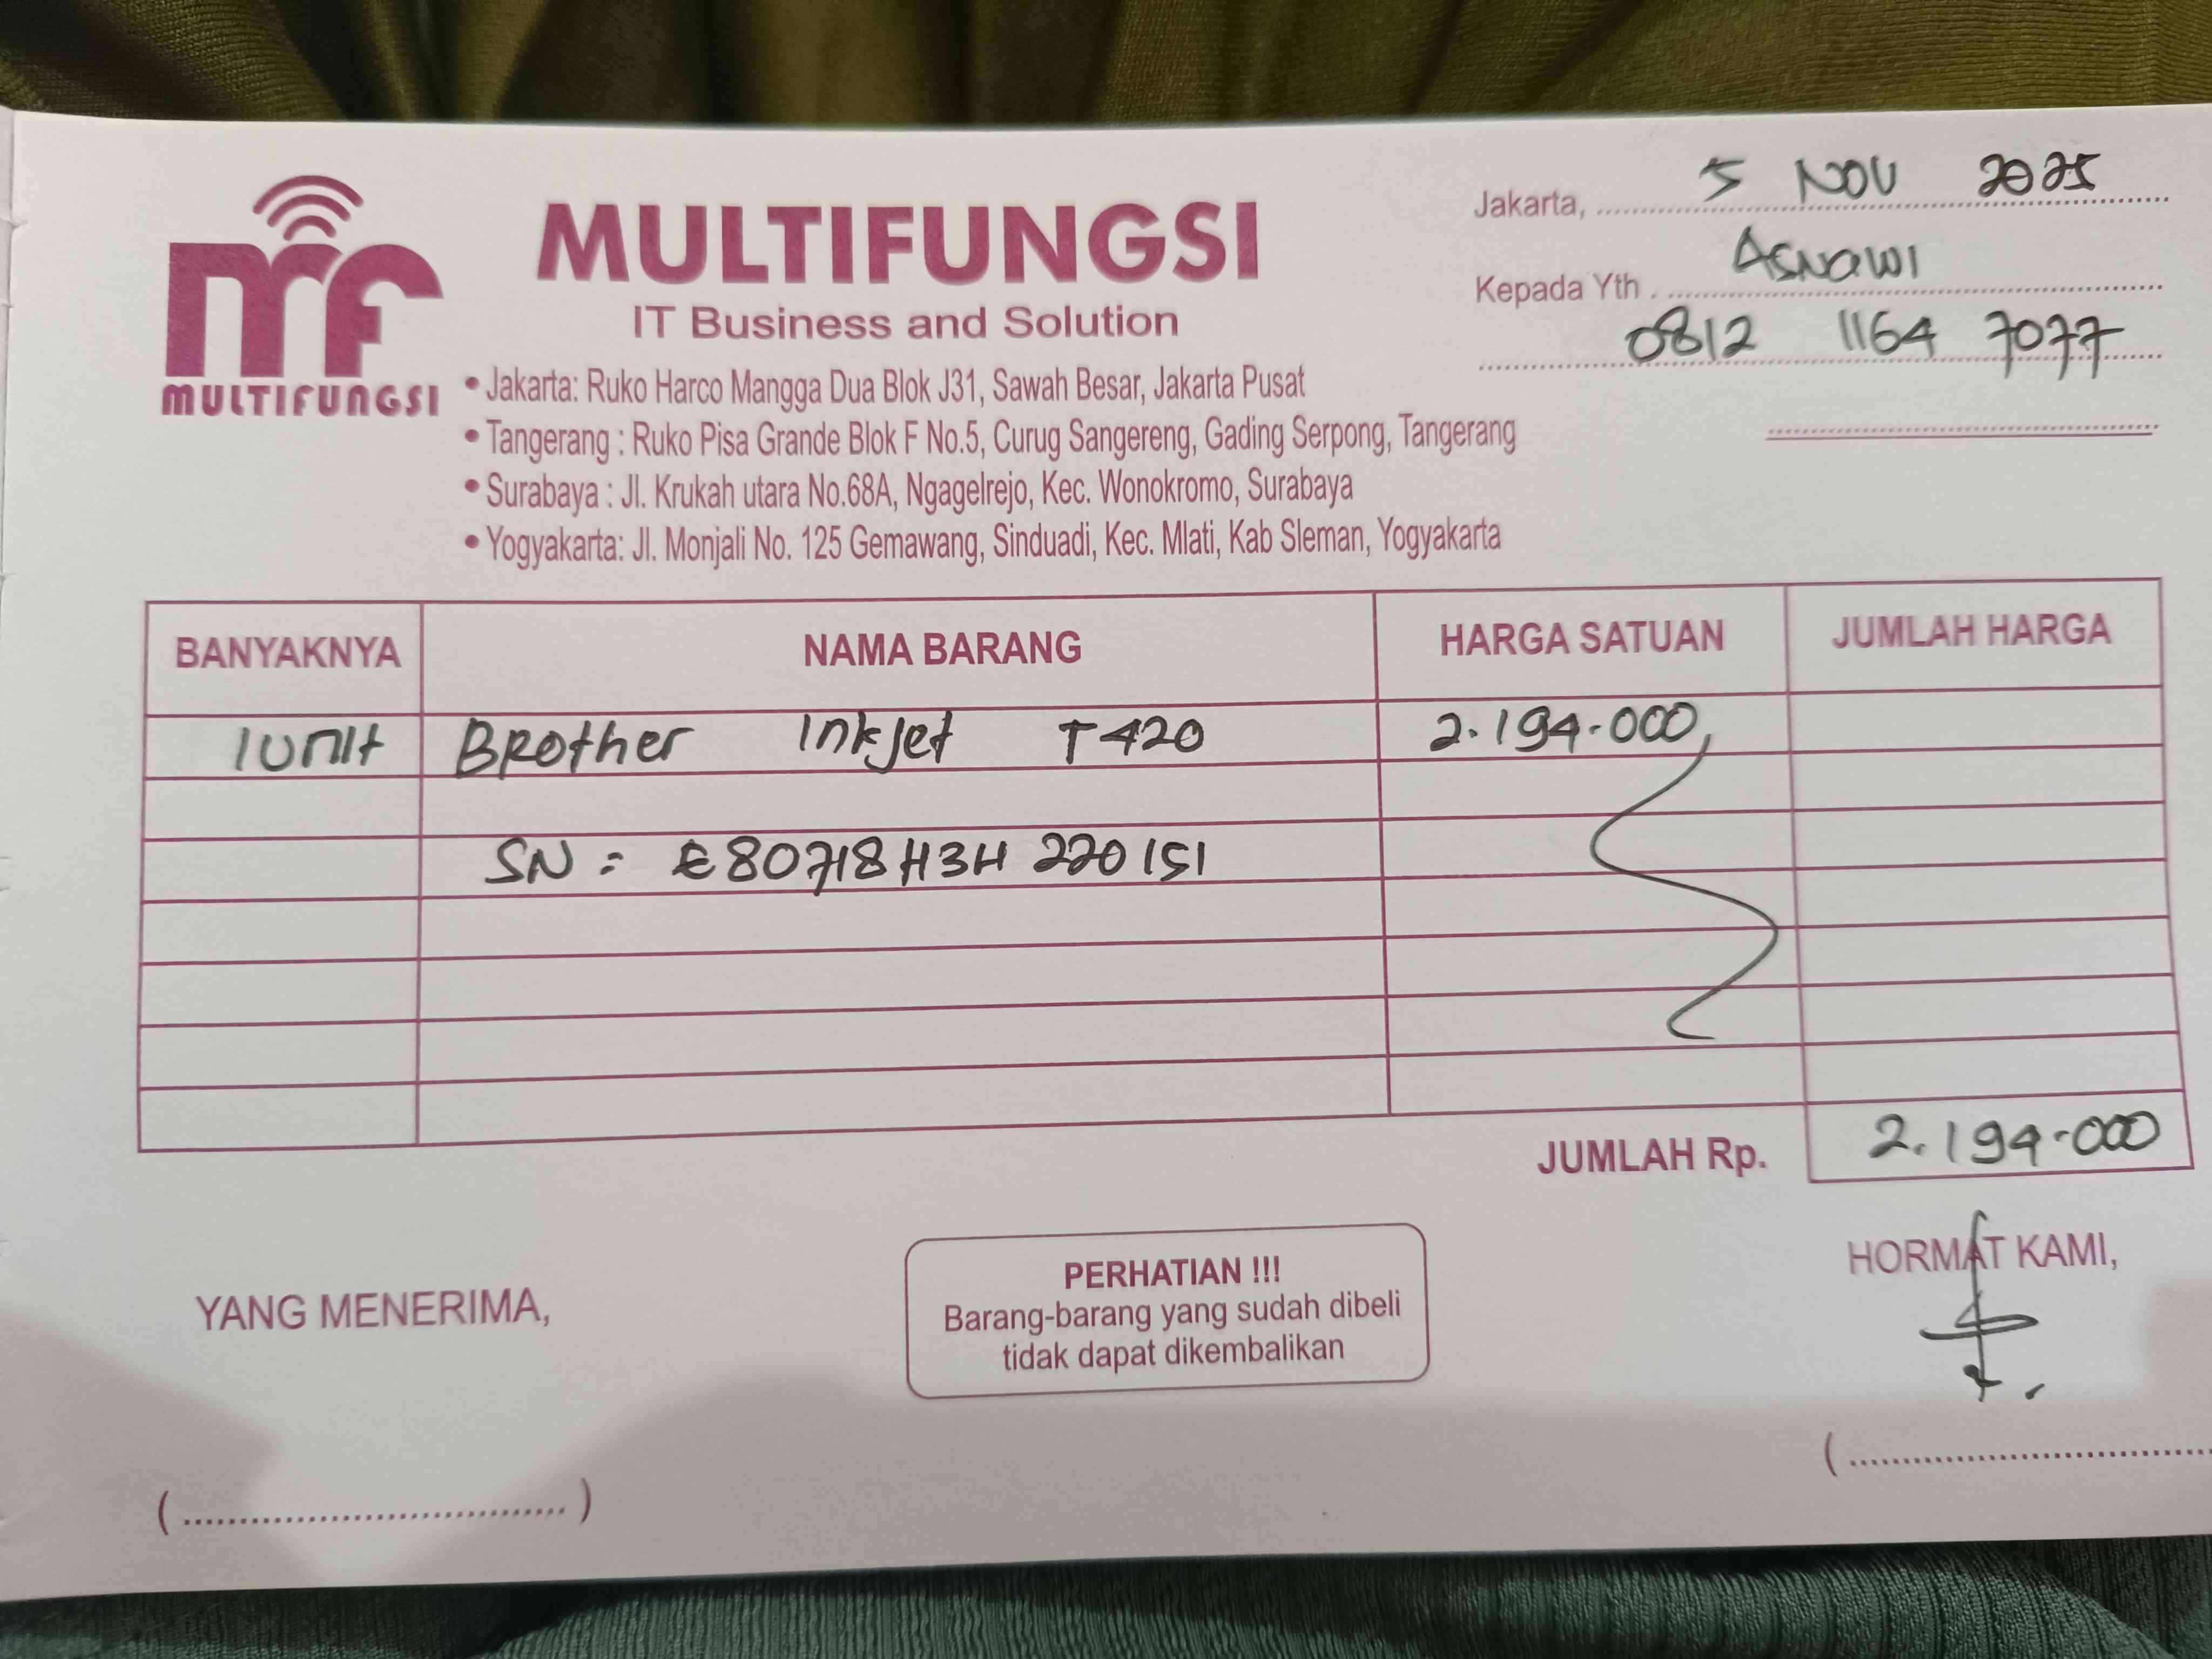 MULTIFUNGSI
MULTIFUNGSI
IT Business and Solution
• Jakarta: Ruko Harco Mangga Dua Blok J31, Sawah Besar, Jakarta Pusat
• Tangerang : Ruko Pisa Grande Blok F No.5, Curug Sangereng, Gading Serpong, Tangerang
• Surabaya : Jl. Krukah utara No.68A, Ngagelrejo, Kec. Wonokromo, Surabaya
• Yogyakarta: Jl. Monjali No. 125 Gemawang, Sinduadi, Kec. Mlati, Kab Sleman, Yogyakarta
Jakarta, 5 NOV 2025
Kepada Yth . Asnawi
0812 1164 7077
BANYAKNYA NAMA BARANG HARGA SATUAN JUMLAH HARGA
1 Unit Brother Inkjet T420 2.194.000,
SN = E80718H3H220151
JUMLAH Rp. 2.194.000
YANG MENERIMA,
PERHATIAN !!!
Barang-barang yang sudah dibeli
tidak dapat dikembalikan
HORMAT KAMI,